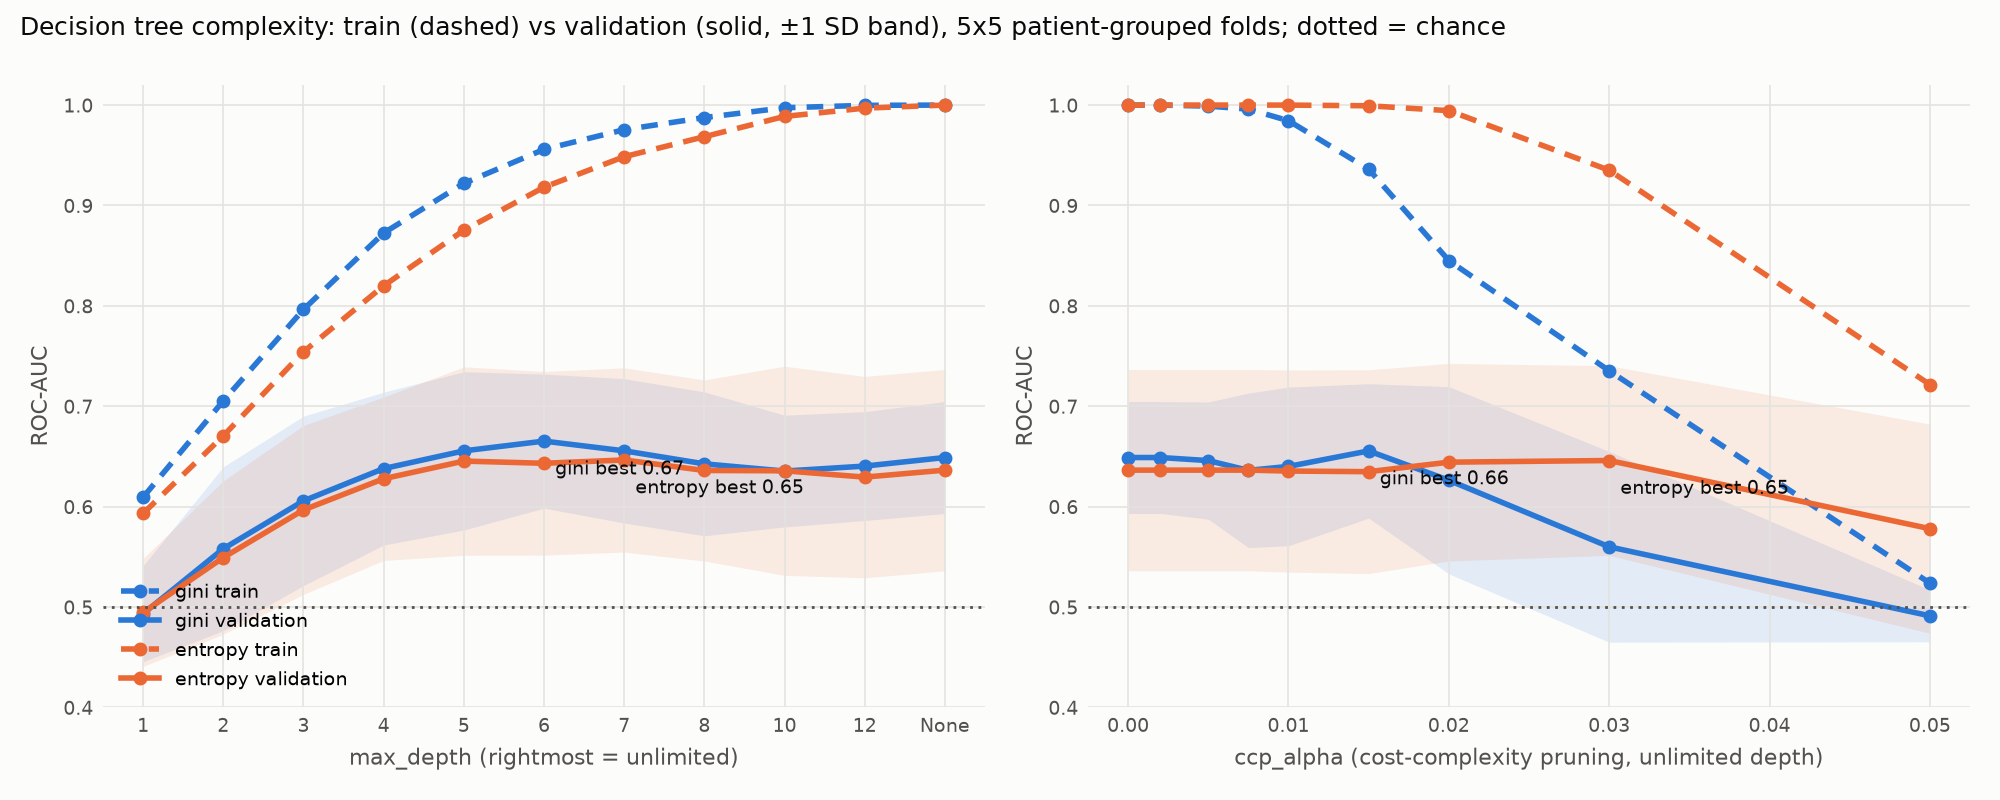 Decision tree complexity: train (dashed) vs validation (solid, ±1 SD band), 5x5 patient-grouped folds; dotted = chance
ROC-AUC
1.0
0.9
0.8
0.7
0.6
0.5
0.4
gini best 0.67
entropy best 0.65
gini train
gini validation
entropy train
entropy validation
1 2 3 4 5 6 7 8 10 12 None
max_depth (rightmost = unlimited)
ROC-AUC
1.0
0.9
0.8
0.7
0.6
0.5
0.4
gini best 0.66
entropy best 0.65
0.00 0.01 0.02 0.03 0.04 0.05
ccp_alpha (cost-complexity pruning, unlimited depth)